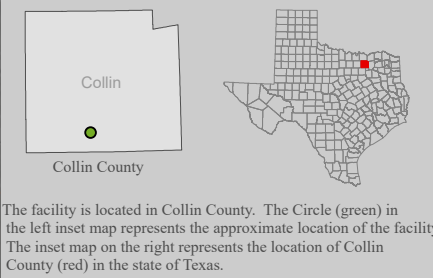 Collin
Collin County
The facility is located in Collin County. The Circle (green) in
the left inset map represents the approximate location of the facility
The inset map on the right represents the location of Collin
County (red) in the state of Texas.